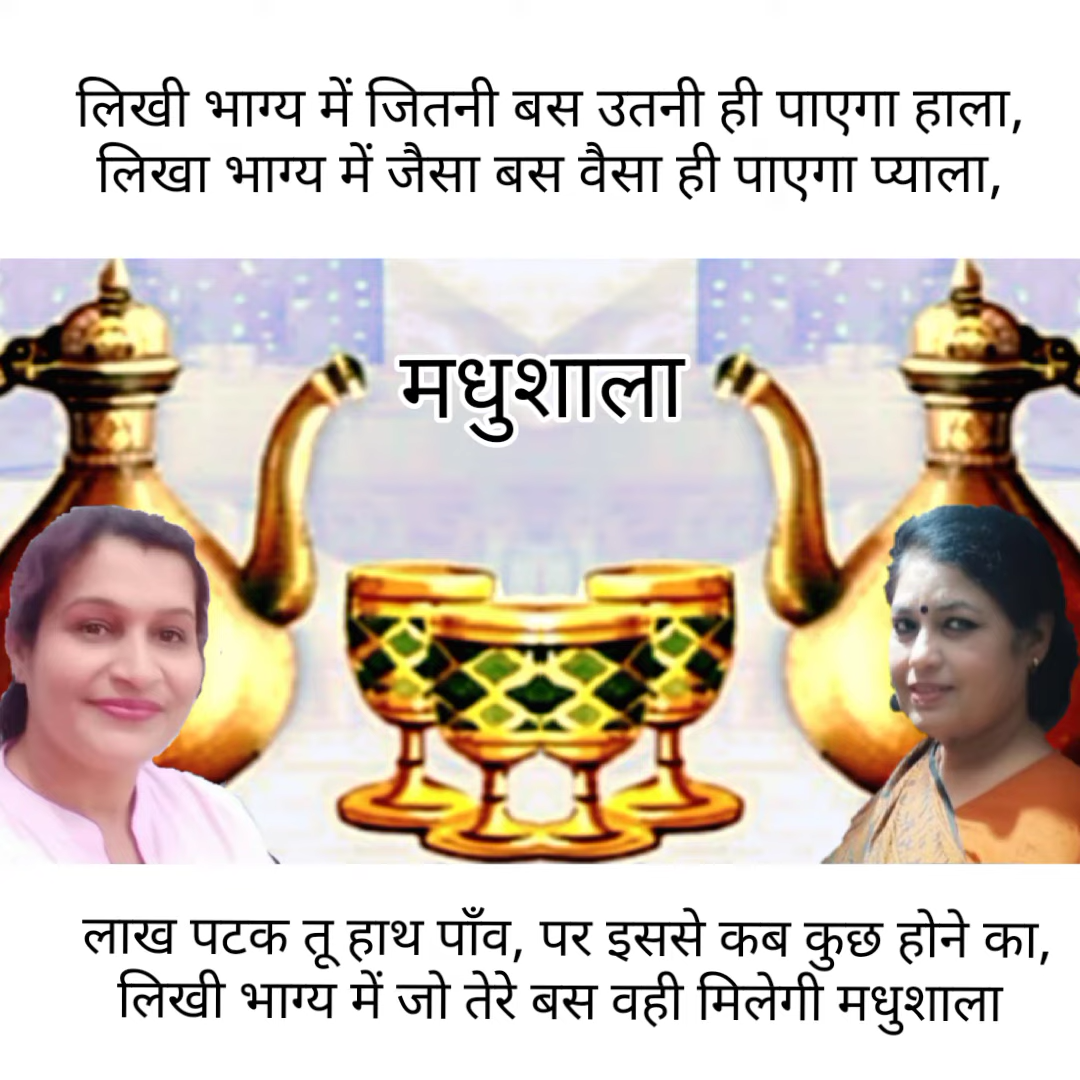 लिखी भाग्य में जितनी बस उतनी ही पाएगा हाला,
लिखा भाग्य में जैसा बस वैसा ही पाएगा प्याला,
मधुशाला
लाख पटक तू हाथ पाँव, पर इससे कब कुछ होने का,
लिखी भाग्य में जो तेरे बस वही मिलेगी मधुशाला